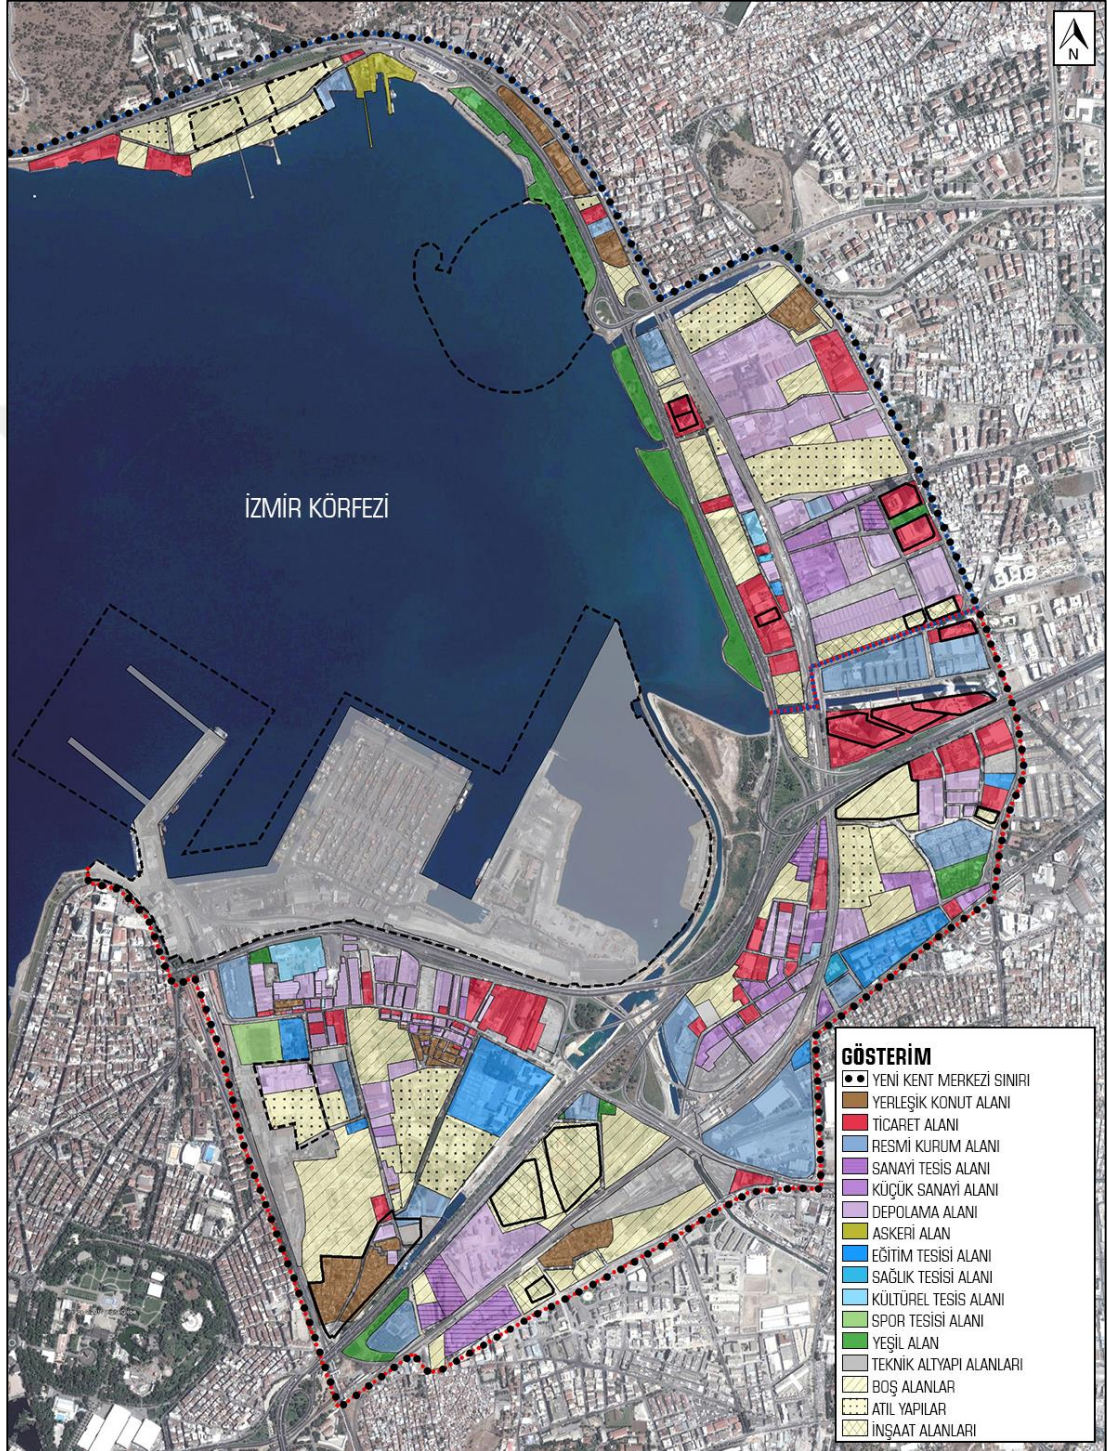 N
İZMİR KÖRFEZİ
GÖSTERİM
YENİ KENT MERKEZİ SINIRI
YERLEŞİK KONUT ALANI
TİCARET ALANI
RESMİ KURUM ALANI
SANAYİ TESİS ALANI
KÜÇÜK SANAYİ ALANI
DEPOLAMA ALANI
ASKERİ ALAN
EĞİTİM TESİSİ ALANI
SAĞLIK TESİSİ ALANI
KÜLTÜREL TESİS ALANI
SPOR TESİSİ ALANI
YEŞİL ALAN
TEKNİK ALTYAPI ALANLARI
BOŞ ALANLAR
ATIL YAPILAR
İNŞAAT ALANLARI